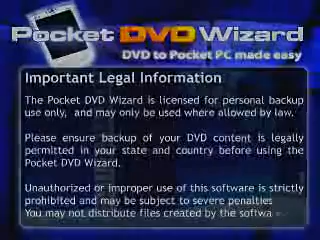 Pocket DVD Wizard
DVD to Pocket PC made easy
Important Legal Information
The Pocket DVD Wizard is licensed for personal backup
use only, and may only be used where allowed by law.
Please ensure backup of your DVD content is legally
permitted in your state and country before using the
Pocket DVD Wizard.
Unauthorized or improper use of this software is strictly
prohibited and may be subject to severe penalties
You may not distribute files created by the softwa